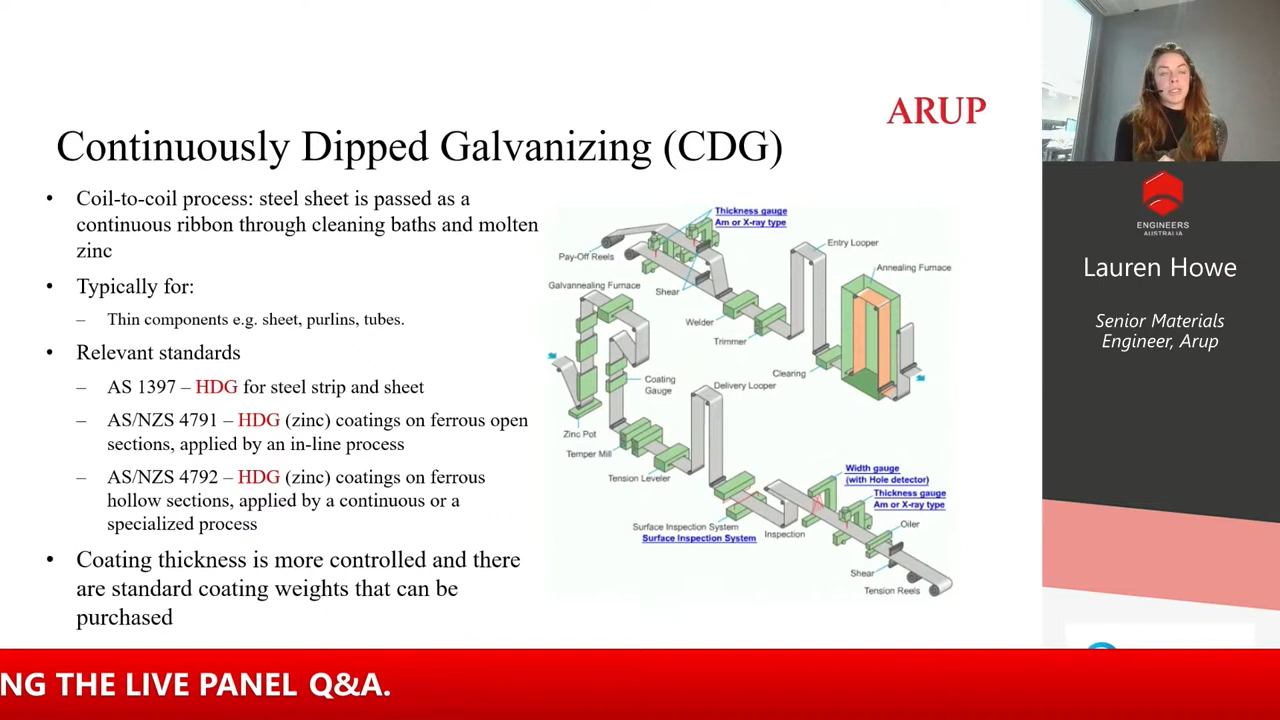 ARUP
Continuously Dipped Galvanizing (CDG)
• Coil-to-coil process: steel sheet is passed as a
continuous ribbon through cleaning baths and molten
zinc
• Typically for:
– Thin components e.g. sheet, purlins, tubes.
• Relevant standards
– AS 1397 – HDG for steel strip and sheet
– AS/NZS 4791 – HDG (zinc) coatings on ferrous open
sections, applied by an in-line process
– AS/NZS 4792 – HDG (zinc) coatings on ferrous
hollow sections, applied by a continuous or a
specialized process
• Coating thickness is more controlled and there
are standard coating weights that can be
purchased
Thickness gauge
Am or X-ray type
Pay-Off Reels
Entry Looper
Annealing Furnace
Galvannealing Furnace
Shear
Welder
Trimmer
Clearing
Coating
Gauge
Delivery Looper
Zinc Pot
Temper Mill
Tension Leveler
Width gauge
(with Hole detector)
Thickness gauge
Am or X-ray type
Surface Inspection System
Surface Inspection System
Inspection
Oiler
Shear
Tension Reels
ENGINEERS
AUSTRALIA
Lauren Howe
Senior Materials
Engineer, Arup
NG THE LIVE PANEL Q&A.